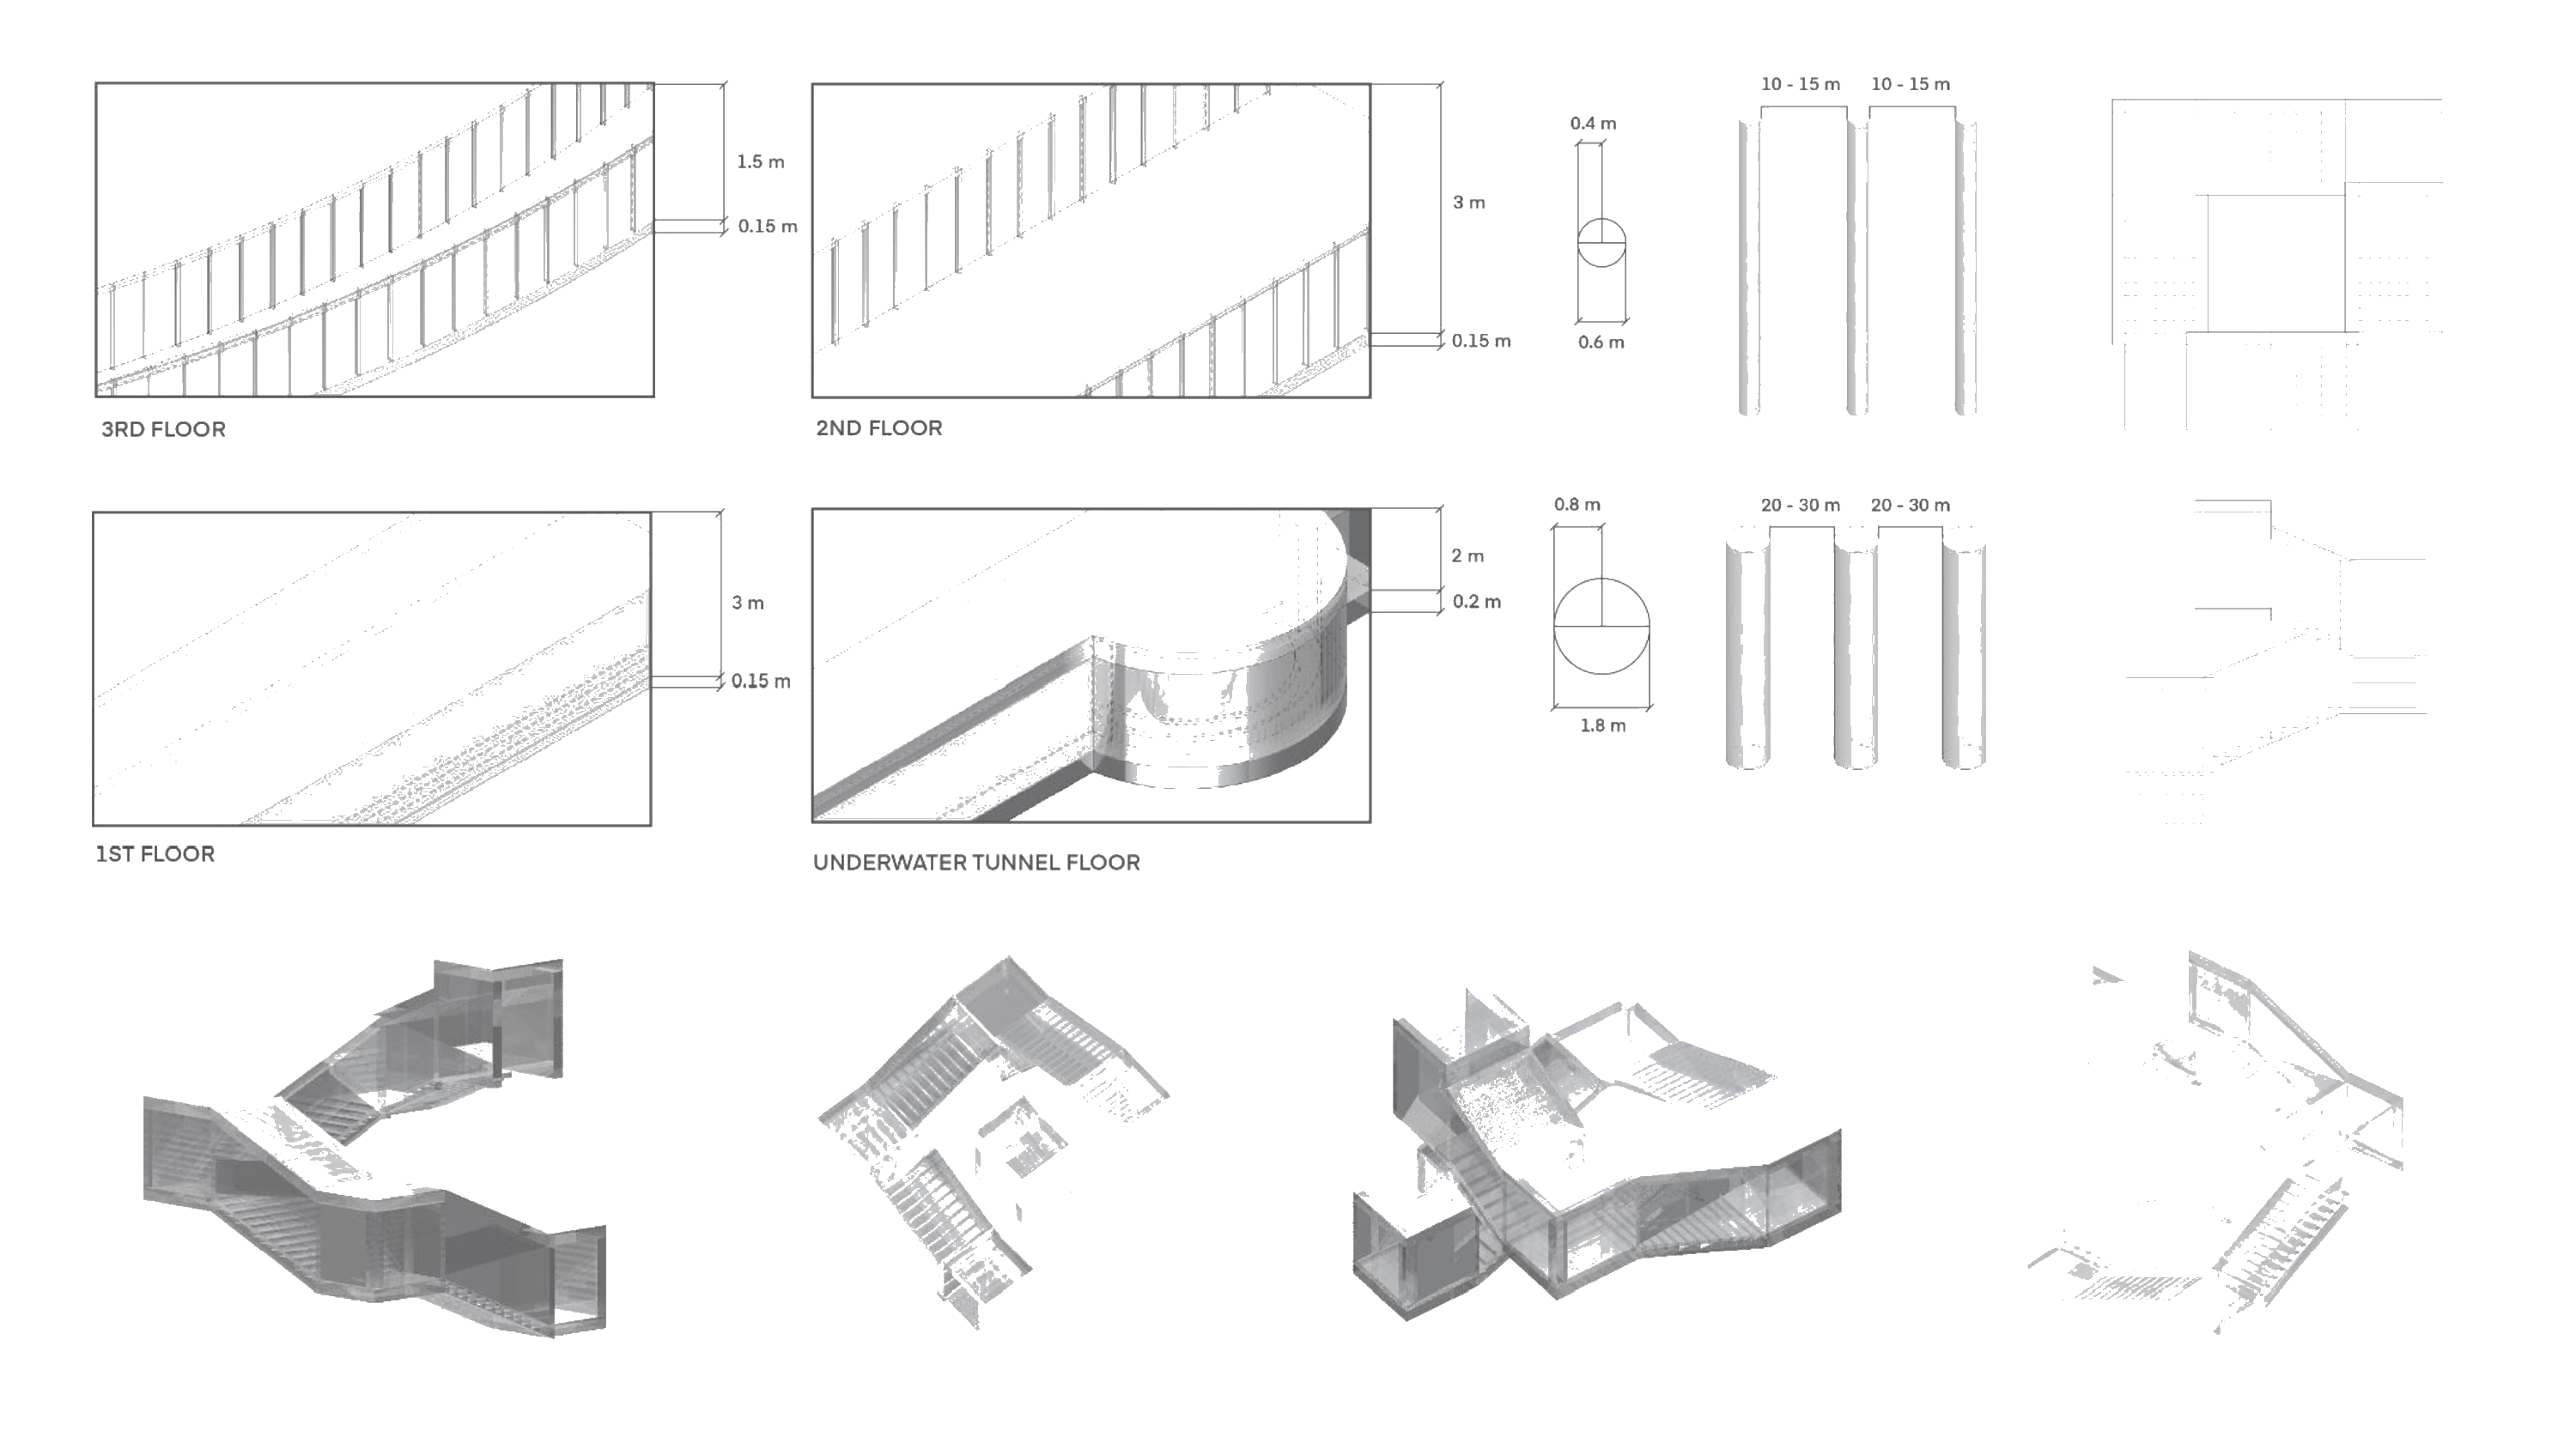 1.5 m
0.15 m
3RD FLOOR
3 m
0.15 m
2ND FLOOR
0.4 m
0.6 m
10 - 15 m 10 - 15 m
3 m
0.15 m
1ST FLOOR
2 m
0.2 m
UNDERWATER TUNNEL FLOOR
0.8 m
1.8 m
20 - 30 m 20 - 30 m